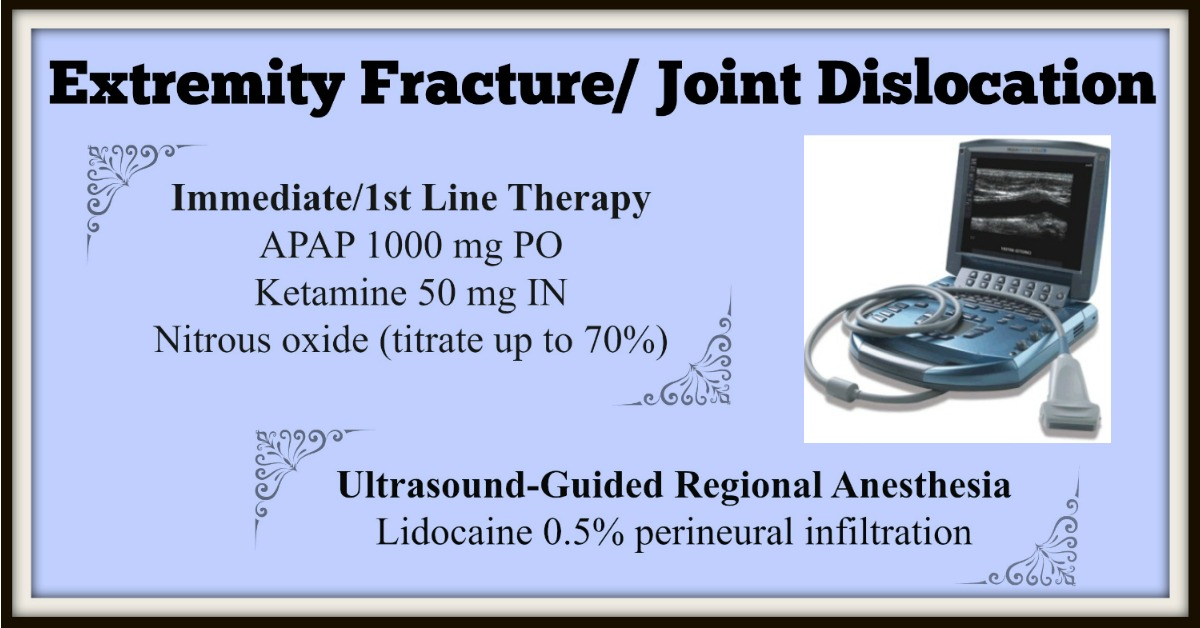 Extremity Fracture/ Joint Dislocation
Immediate/1st Line Therapy
APAP 1000 mg PO
Ketamine 50 mg IN
Nitrous oxide (titrate up to 70%)
Ultrasound-Guided Regional Anesthesia
Lidocaine 0.5% perineural infiltration